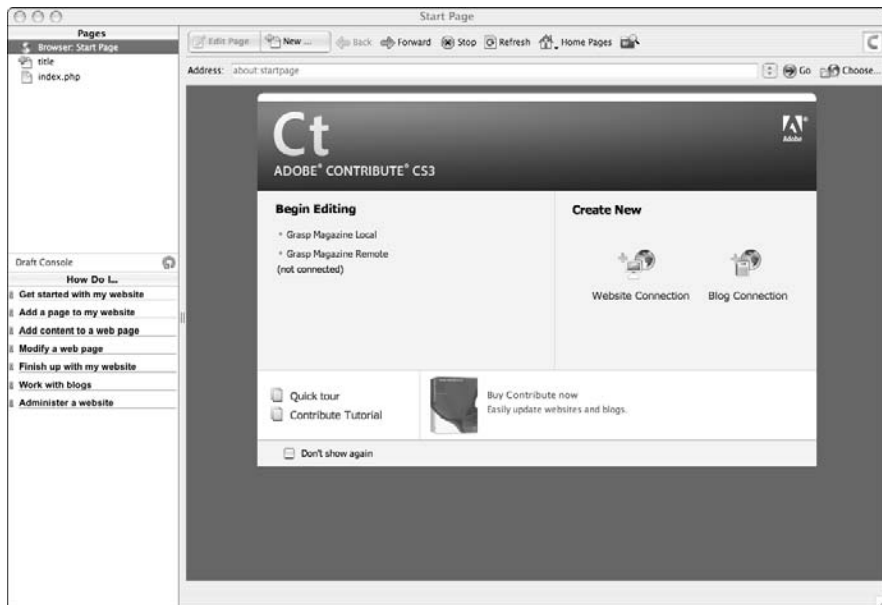 Start Page
Pages
Browser: Start Page
title
index.php
Edit Page New ... Back Forward Stop Refresh Home Pages
Address: about:startpage Go Choose...
Ct
ADOBE® CONTRIBUTE® CS3
Adobe
Begin Editing
Grasp Magazine Local
Grasp Magazine Remote
(not connected)
Create New
Website Connection Blog Connection
Draft Console
How Do I...
Get started with my website
Add a page to my website
Add content to a web page
Modify a web page
Finish up with my website
Work with blogs
Administer a website
Quick tour
Contribute Tutorial
Buy Contribute now
Easily update websites and blogs.
Don't show again